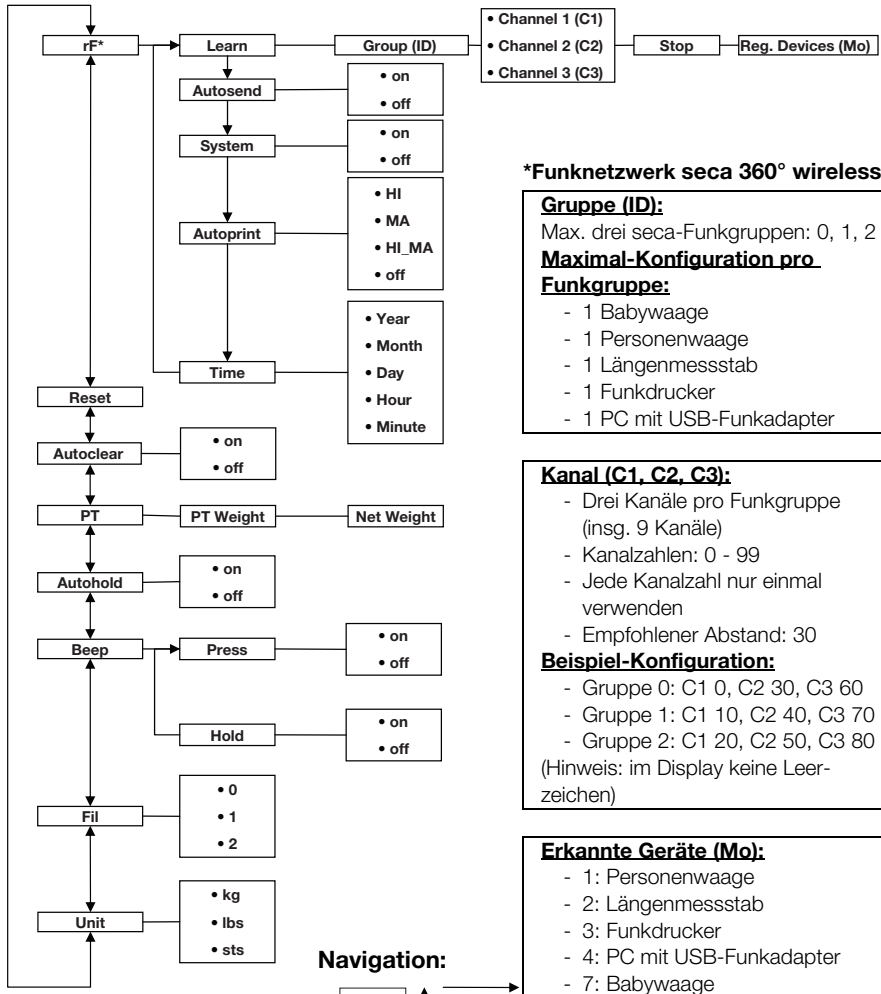 rF*
Learn
Group (ID)
• Channel 1 (C1)
• Channel 2 (C2)
• Channel 3 (C3)
Stop
Reg. Devices (Mo)
Autosend
• on
• off
System
• on
• off
Autoprint
• HI
• MA
• HI_MA
• off
Time
• Year
• Month
• Day
• Hour
• Minute
Reset
Autoclear
• on
• off
PT
PT Weight
Net Weight
Autohold
• on
• off
Beep
Press
• on
• off
Hold
• on
• off
Fil
• 0
• 1
• 2
Unit
• kg
• lbs
• sts
Navigation:
*Funknetzwerk seca 360° wireless
Gruppe (ID):
Max. drei seca-Funkgruppen: 0, 1, 2
Maximal-Konfiguration pro
Funkgruppe:
- 1 Babywaage
- 1 Personenwaage
- 1 Längenmessstab
- 1 Funkdrucker
- 1 PC mit USB-Funkadapter
Kanal (C1, C2, C3):
- Drei Kanäle pro Funkgruppe
(insg. 9 Kanäle)
- Kanalzahlen: 0 - 99
- Jede Kanalzahl nur einmal
verwenden
- Empfohlener Abstand: 30
Beispiel-Konfiguration:
- Gruppe 0: C1 0, C2 30, C3 60
- Gruppe 1: C1 10, C2 40, C3 70
- Gruppe 2: C1 20, C2 50, C3 80
(Hinweis: im Display keine Leer-
zeichen)
Erkannte Geräte (Mo):
- 1: Personenwaage
- 2: Längenmessstab
- 3: Funkdrucker
- 4: PC mit USB-Funkadapter
- 7: Babywaage